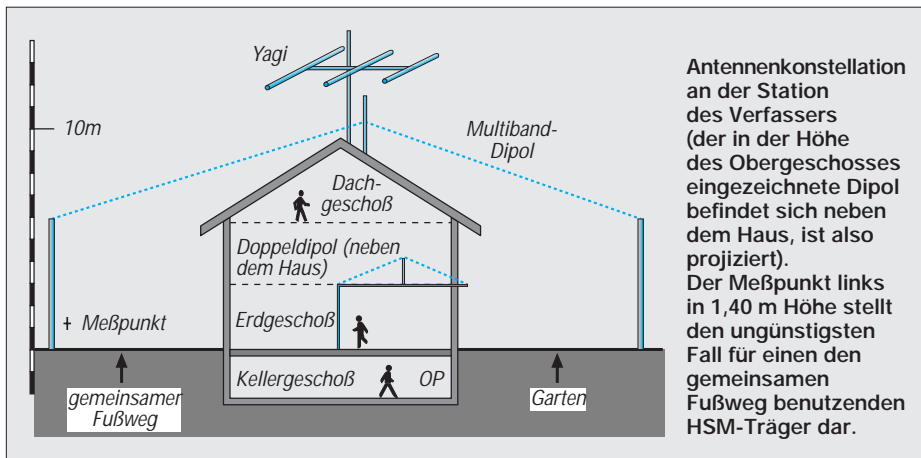 Yagi
10m
Multiband-
Dipol
Dach-
geschoß
Doppeldipol (neben
dem Haus)
Meßpunkt
Erdgeschoß
Kellergeschoß
OP
gemeinsamer
Fußweg
Garten
Antennenkonstellation
an der Station
des Verfassers
(der in der Höhe
des Obergeschosses
eingezeichnete Dipol
befindet sich neben
dem Haus, ist also
projiziert).
Der Meßpunkt links
in 1,40 m Höhe stellt
den ungünstigsten
Fall für einen den
gemeinsamen
Fußweg benutzenden
HSM-Träger dar.